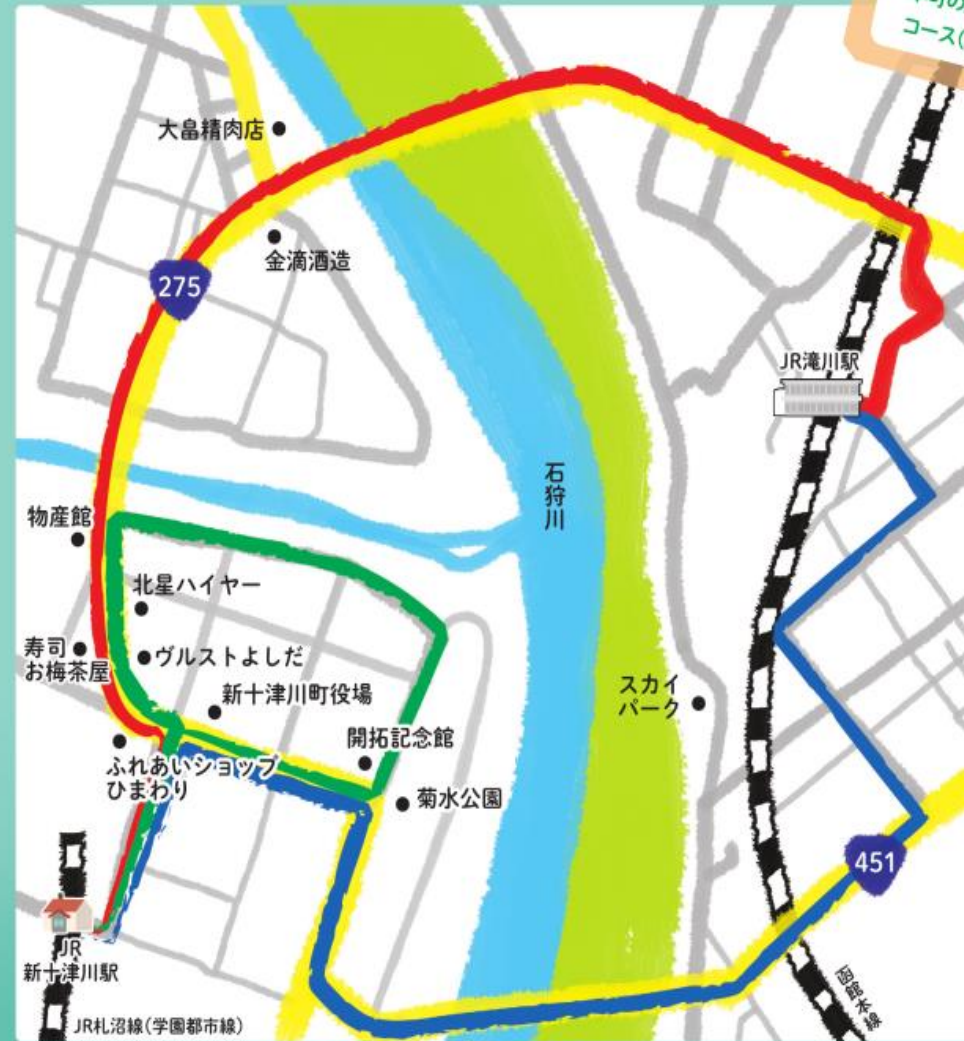 コース(
大畠精肉店
金滴酒造
275
JR滝川駅
石狩川
物産館
北星ハイヤー
寿司
お梅茶屋
ヴルストよしだ
新十津川町役場
スカイ
パーク
開拓記念館
ふれあいショップ
ひまわり
菊水公園
451
JR
新十津川駅
函館本線
JR札沼線(学園都市線)